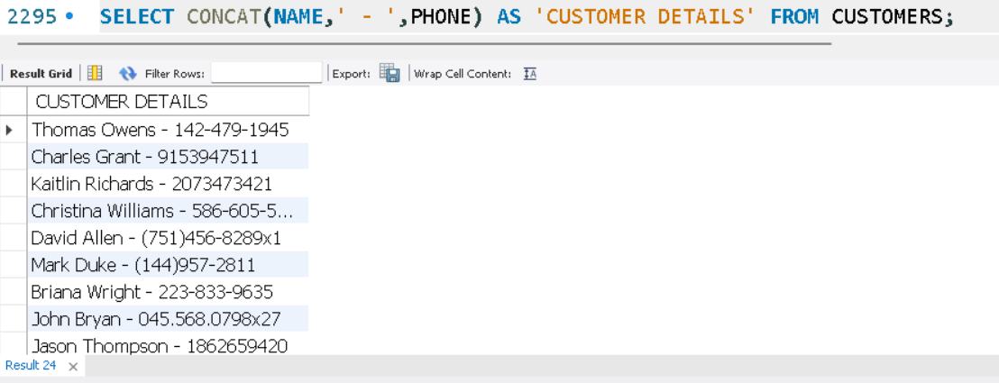 2295 • SELECT CONCAT(NAME,' - ',PHONE) AS 'CUSTOMER DETAILS' FROM CUSTOMERS;
Result Grid Filter Rows: Export: Wrap Cell Content: IA
CUSTOMER DETAILS
Thomas Owens - 142-479-1945
Charles Grant - 9153947511
Kaitlin Richards - 2073473421
Christina Williams - 586-605-5...
David Allen - (751)456-8289x1
Mark Duke - (144)957-2811
Briana Wright - 223-833-9635
John Bryan - 045.568.0798x27
Jason Thompson - 1862659420
Result 24 ×